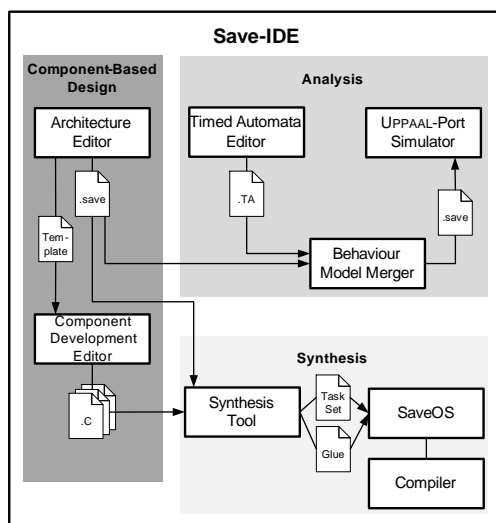 Save-IDE
Component-Based
Design
Analysis
Architecture
Editor
Timed Automata
Editor
UPPAAL-Port
Simulator
.save
.TA
.save
Tem-
plate
Behaviour
Model Merger
Component
Development
Editor
Synthesis
.C
Synthesis
Tool
Task
Set
Glue
SaveOS
Compiler